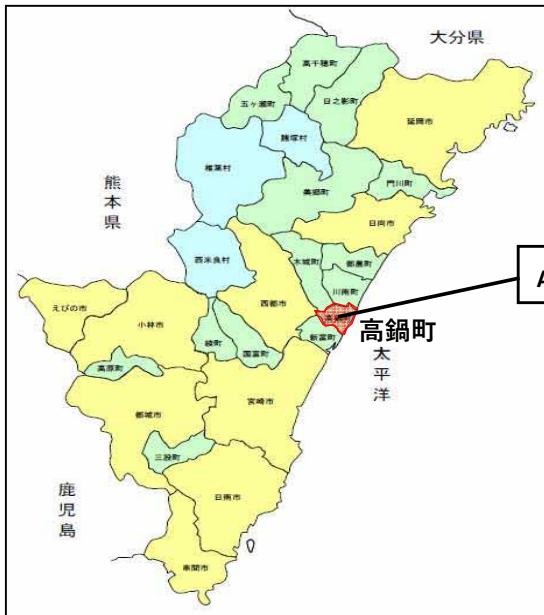 大分県
高千穂町
日之影町
五ヶ瀬町
延岡市
諸塚村
椎葉村
熊本県
美郷町
門川町
日向市
西米良村
木城町
都農町
川南町
西都市
えびの市
小林市
A
高鍋町
新富町
綾町
国富町
太平洋
高原町
宮崎市
都城市
三股町
鹿児島
日南市
串間市